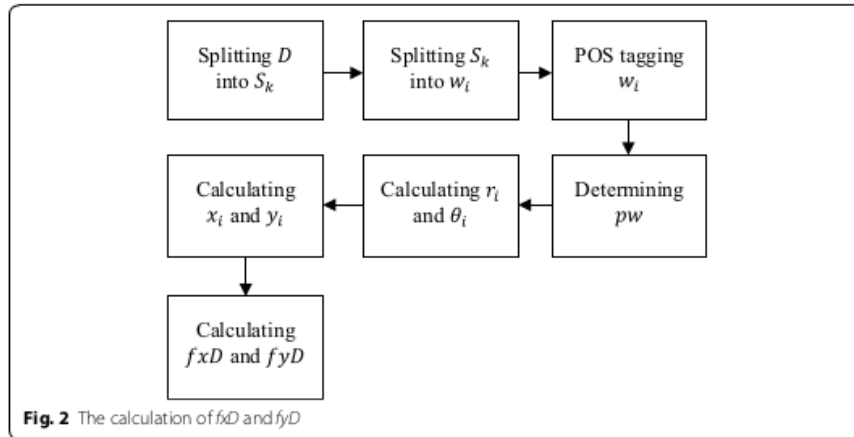 Splitting D
into Sₖ
Splitting Sₖ
into wᵢ
POS tagging
wᵢ
Calculating
xᵢ and yᵢ
Calculating rᵢ
and θᵢ
Determining
pw
Calculating
fxD and fyD
Fig. 2 The calculation of fxD and fyD